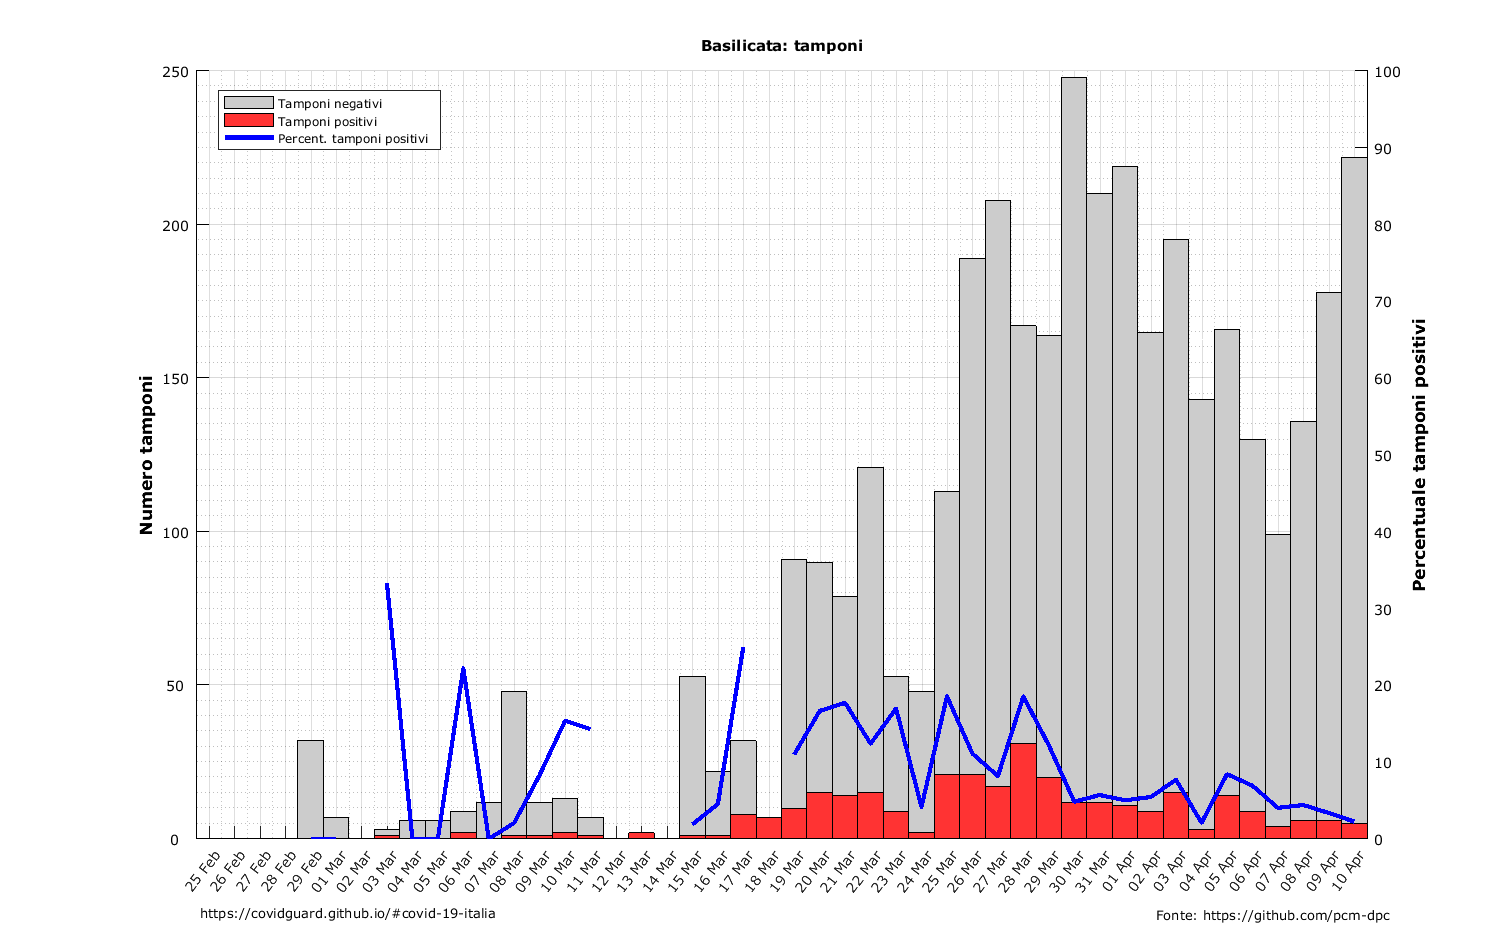 Basilicata: tamponi
250
200
150
100
50
0
100
90
80
70
60
50
40
30
20
10
0
Tamponi negativi
Tamponi positivi
Percent. tamponi positivi
Numero tamponi
Percentuale tamponi positivi
25 Feb
26 Feb
27 Feb
28 Feb
29 Feb
01 Mar
02 Mar
03 Mar
04 Mar
05 Mar
06 Mar
07 Mar
08 Mar
09 Mar
10 Mar
11 Mar
12 Mar
13 Mar
14 Mar
15 Mar
16 Mar
17 Mar
18 Mar
19 Mar
20 Mar
21 Mar
22 Mar
23 Mar
24 Mar
25 Mar
26 Mar
27 Mar
28 Mar
29 Mar
30 Mar
31 Mar
01 Apr
02 Apr
03 Apr
04 Apr
05 Apr
06 Apr
07 Apr
08 Apr
09 Apr
10 Apr
https://covidguard.github.io/#covid-19-italia
Fonte: https://github.com/pcm-dpc